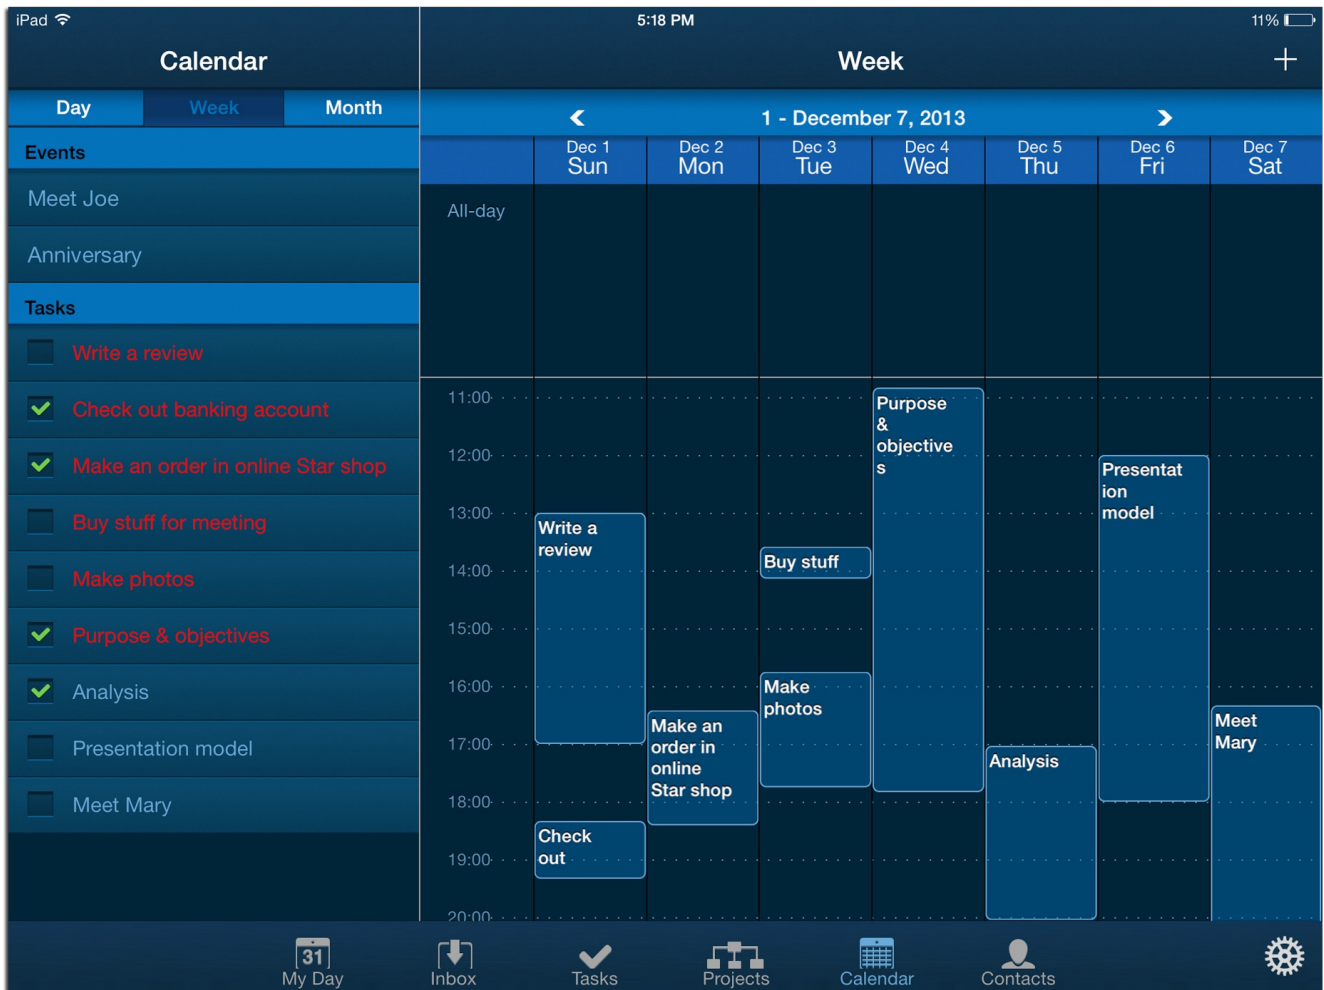 iPad
5:18 PM
11%
Calendar
Week
Day
Week
Month
1 - December 7, 2013
Events
Meet Joe
Anniversary
Tasks
Write a review
Check out banking account
Make an order in online Star shop
Buy stuff for meeting
Make photos
Purpose & objectives
Analysis
Presentation model
Meet Mary
Dec 1
Sun
Dec 2
Mon
Dec 3
Tue
Dec 4
Wed
Dec 5
Thu
Dec 6
Fri
Dec 7
Sat
All-day
11:00
12:00
13:00
14:00
15:00
16:00
17:00
18:00
19:00
20:00
Write a
review
Check
out
Make an
order in
online
Star shop
Buy stuff
Make
photos
Purpose
&
objective
s
Analysis
Presentat
ion
model
Meet
Mary
31
My Day
Inbox
Tasks
Projects
Calendar
Contacts